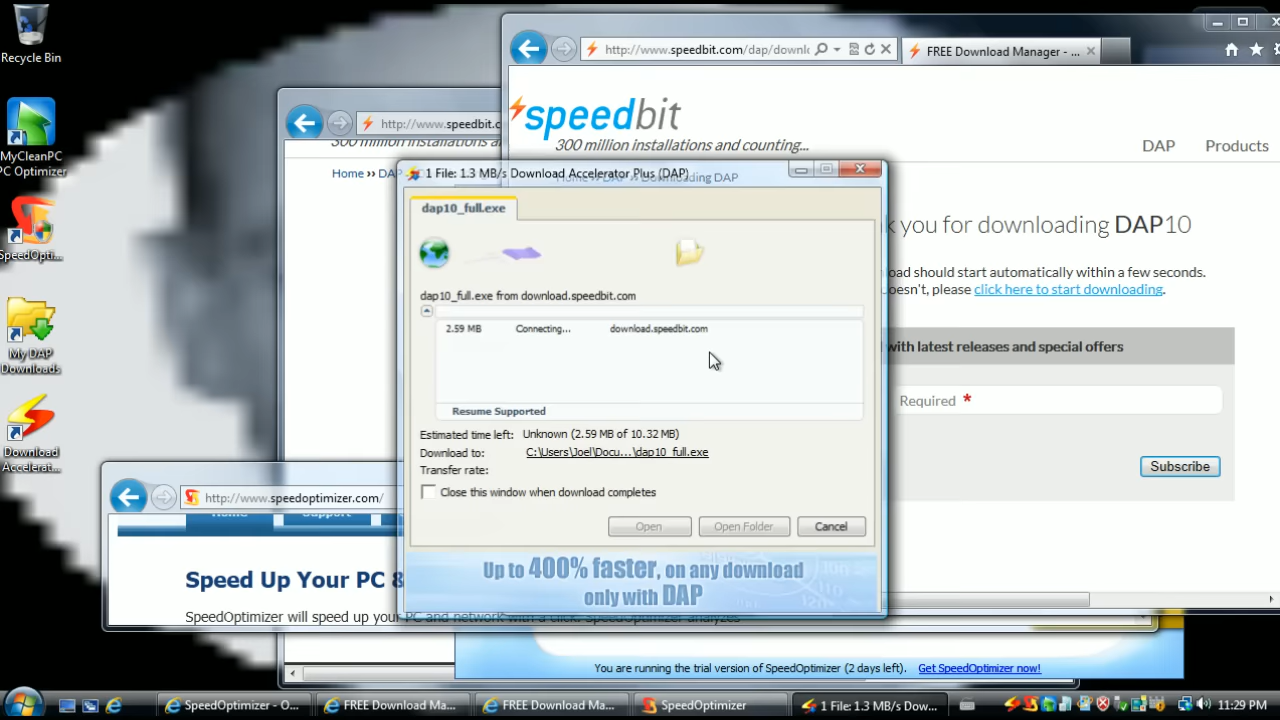 Recycle Bin
MyCleanPC
PC Optimizer
SpeedOpti...
My DAP
Downloads
Download
Accelerat...
http://www.speedbit.com/dap/downl
FREE Download Manager - ...
speedbit
300 million installations and counting...
DAP
Products
http://www.speedbit.c
Home ›› DA
Downloading DAP
1 File: 1.3 MB/s Download Accelerator Plus (DAP)
dap10_full.exe
k you for downloading DAP10
oad should start automatically within a few seconds.
oesn't, please click here to start downloading.
dap10_full.exe from download.speedbit.com
2.59 MB Connecting... download.speedbit.com
with latest releases and special offers
Required *
Resume Supported
Estimated time left: Unknown (2.59 MB of 10.32 MB)
Download to: C:\Users\Joel\Docu...\dap10_full.exe
Transfer rate:
Subscribe
Close this window when download completes
Open
Open Folder
Cancel
http://www.speedoptimizer.com/
Home
Support
Up to 400% faster, on any download
only with DAP
Speed Up Your PC &
SpeedOptimizer will speed up your PC and network with a click. SpeedOptimizer analyzes
You are running the trial version of SpeedOptimizer (2 days left). Get SpeedOptimizer now!
SpeedOptimizer - O...
FREE Download Ma...
FREE Download Ma...
SpeedOptimizer
1 File: 1.3 MB/s Do...
11:29 PM